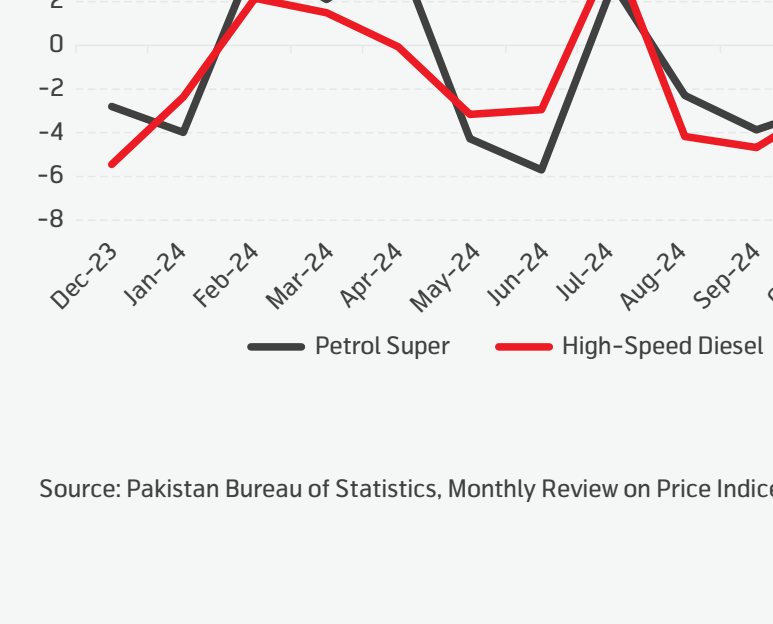 2
0
-2
-4
-6
-8
Dec-23 Jan-24 Feb-24 Mar-24 Apr-24 May-24 Jun-24 Jul-24 Aug-24 Sep-24
Petrol Super High-Speed Diesel
Source: Pakistan Bureau of Statistics, Monthly Review on Price Indice